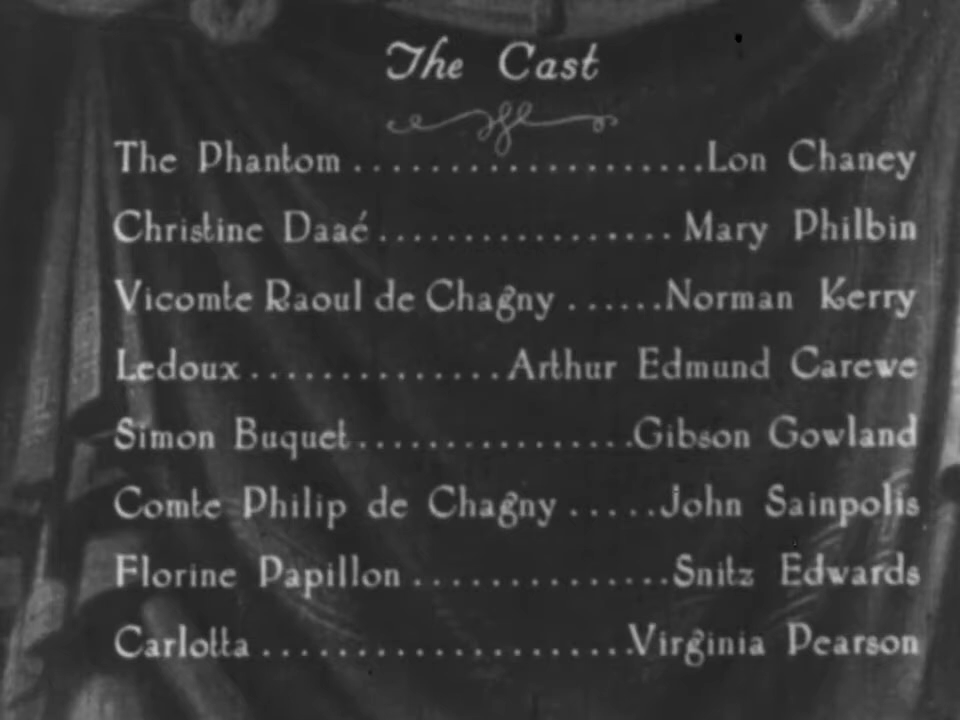 The Cast
The Phantom ....................Lon Chaney
Christine Daaé ................. Mary Philbin
Vicomte Raoul de Chagny ......Norman Kerry
Ledoux ..............Arthur Edmund Carewe
Simon Buquet ................Gibson Gowland
Comte Philip de Chagny .....John Sainpolis
Florine Papillon ...............Snitz Edwards
Carlotta ......................Virginia Pearson